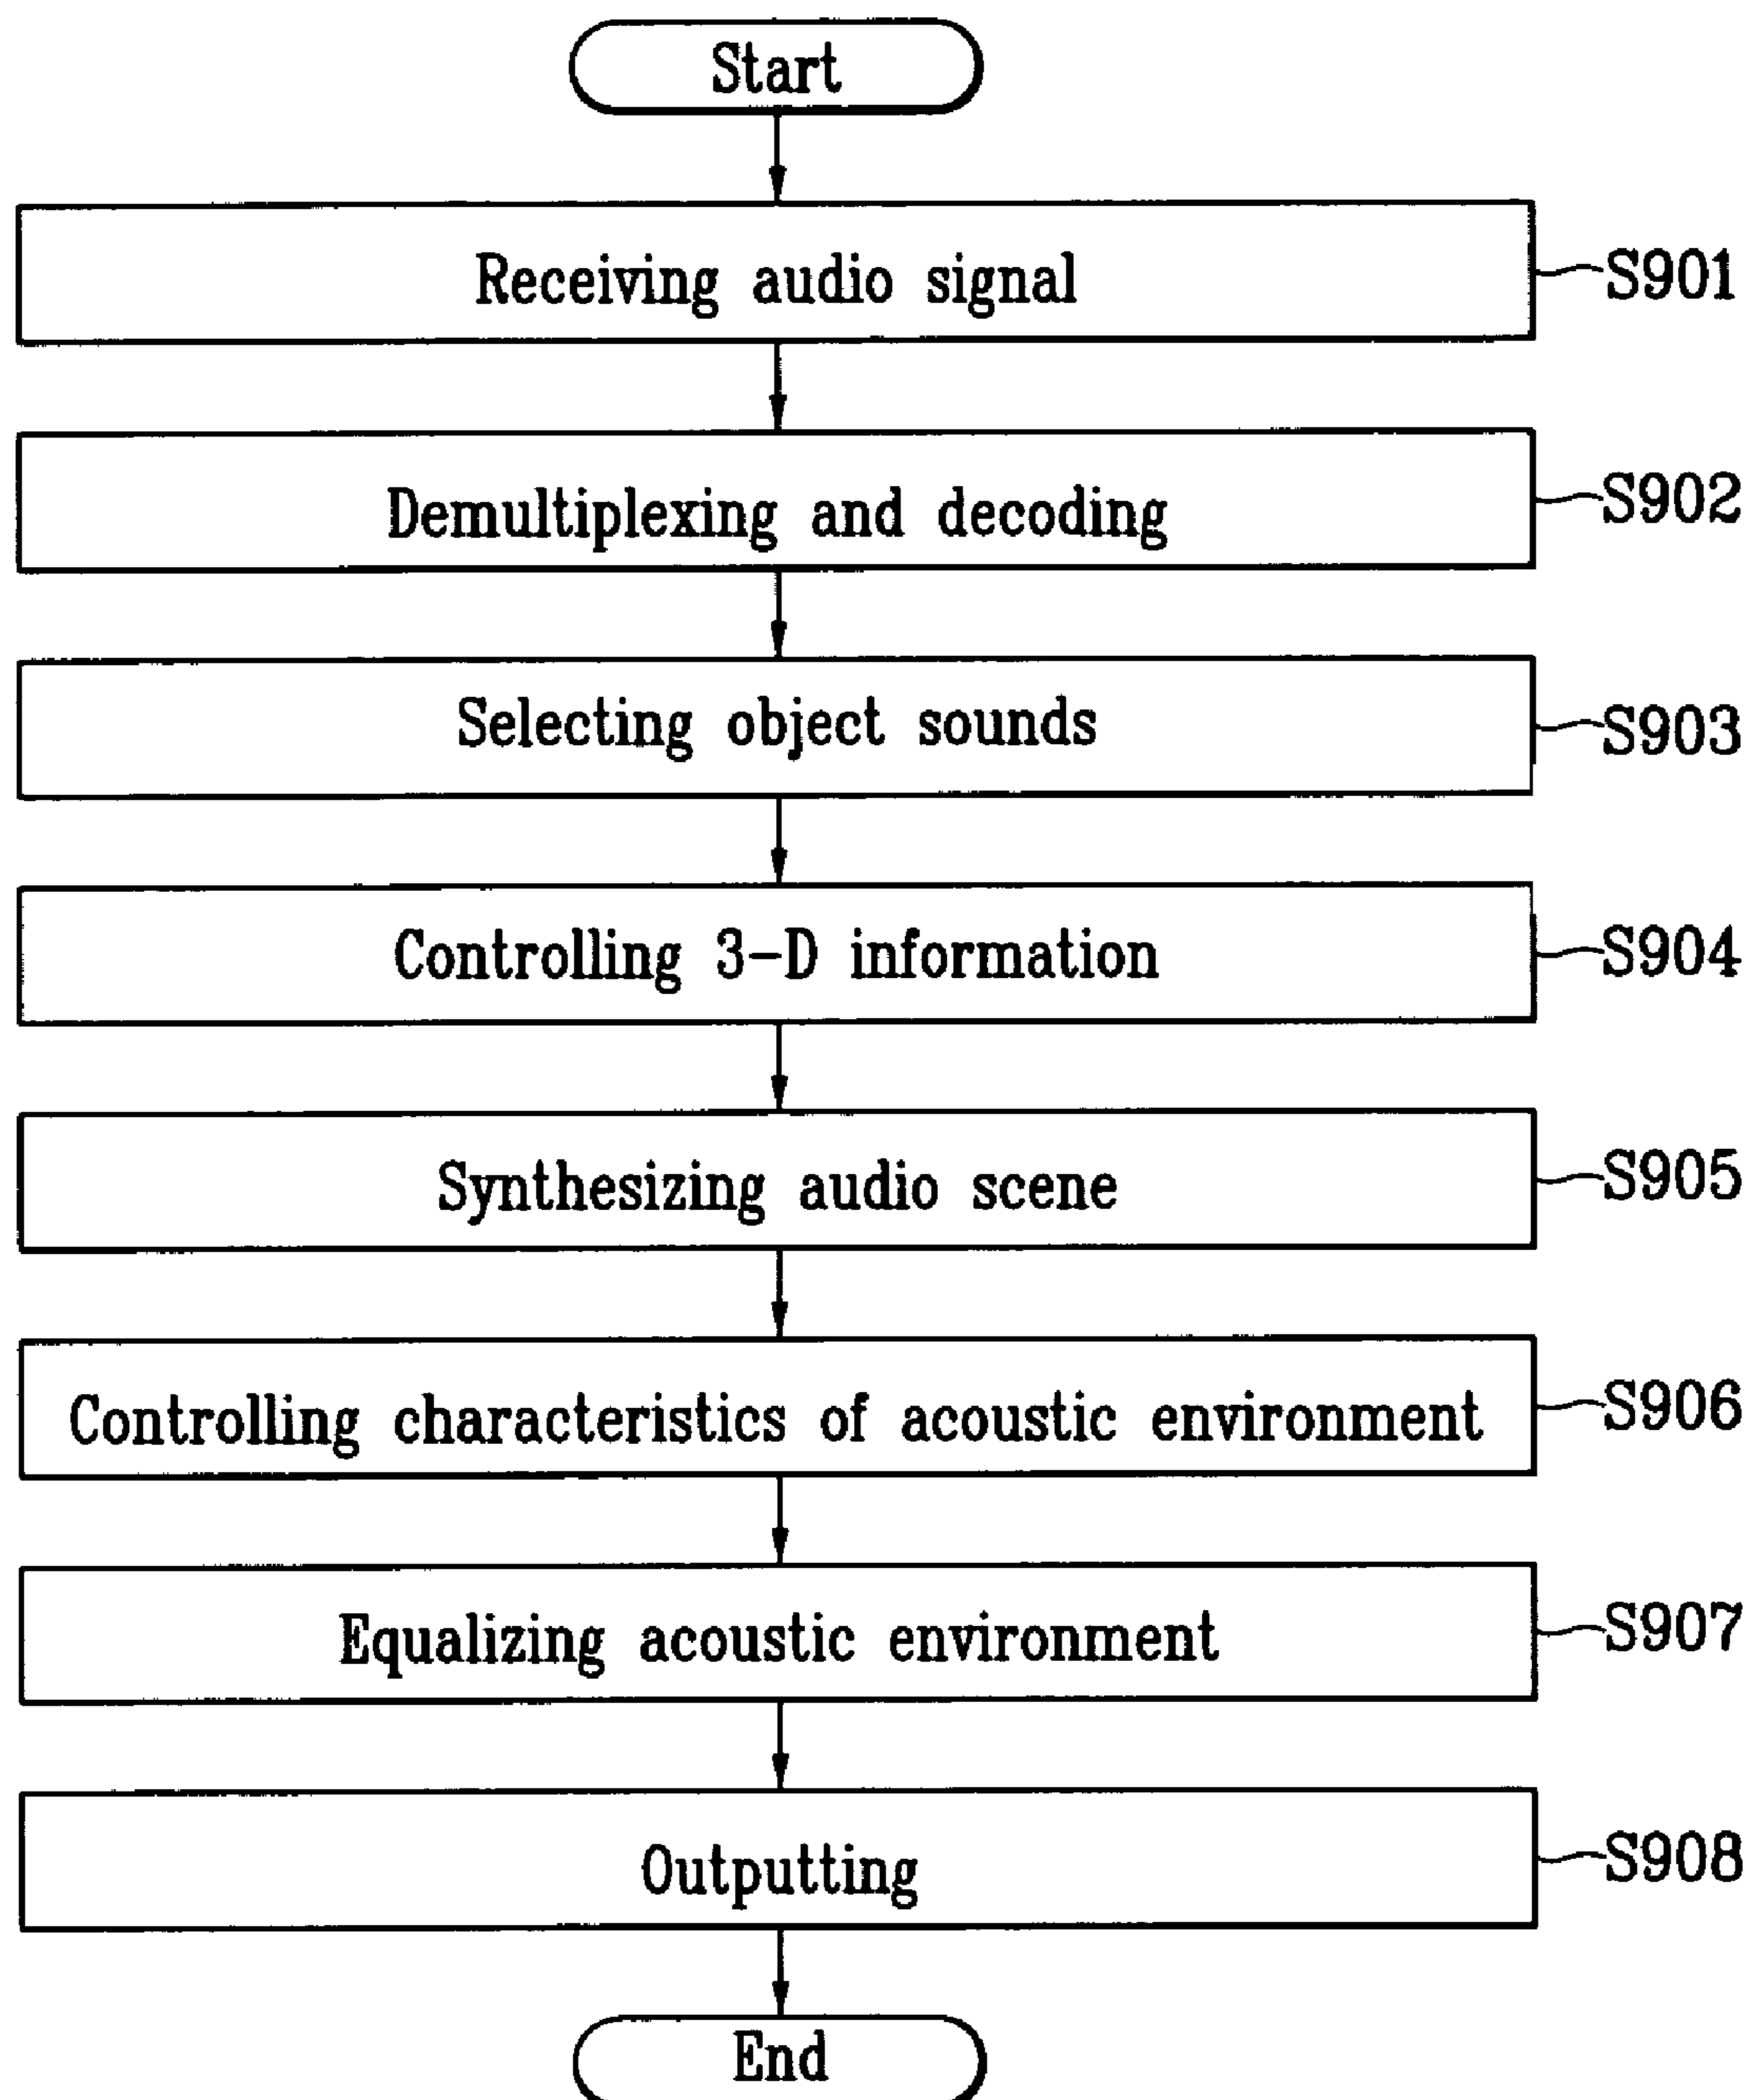 Start
Receiving audio signal
S901
Demultiplexing and decoding
S902
Selecting object sounds
S903
Controlling 3-D information
S904
Synthesizing audio scene
S905
Controlling characteristics of acoustic environment
S906
Equalizing acoustic environment
S907
Outputting
S908
End